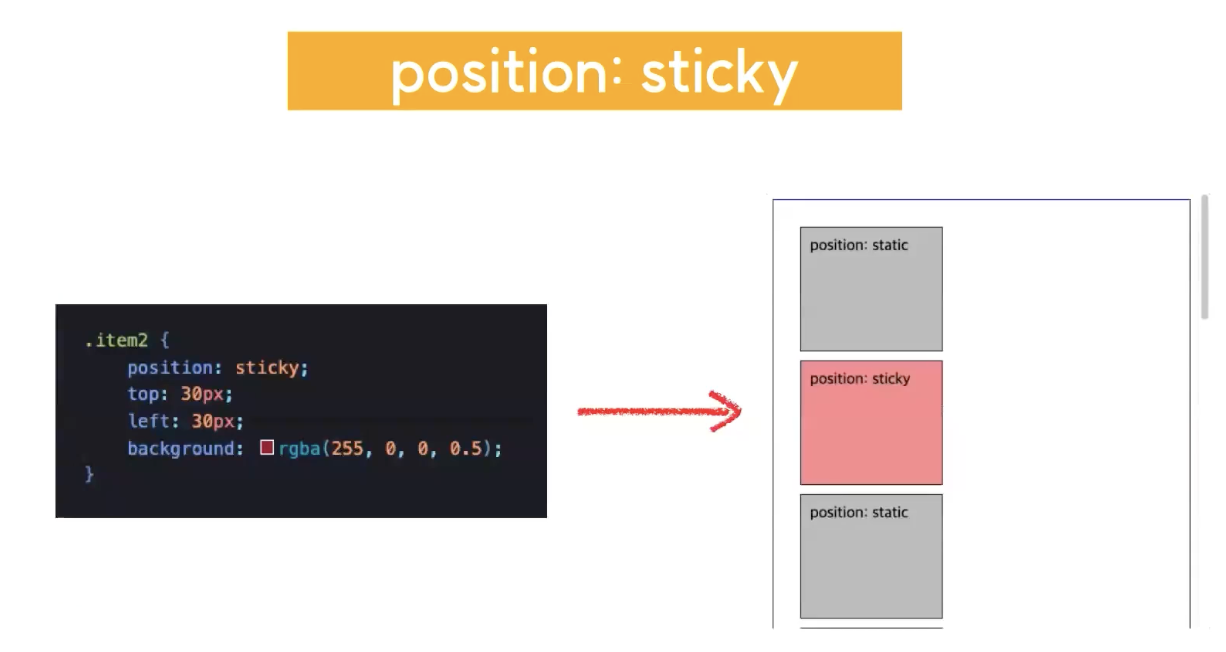 position: sticky
.item2 {
position: sticky;
top: 30px;
left: 30px;
background: rgba(255, 0, 0, 0.5);
}
position: static
position: sticky
position: static